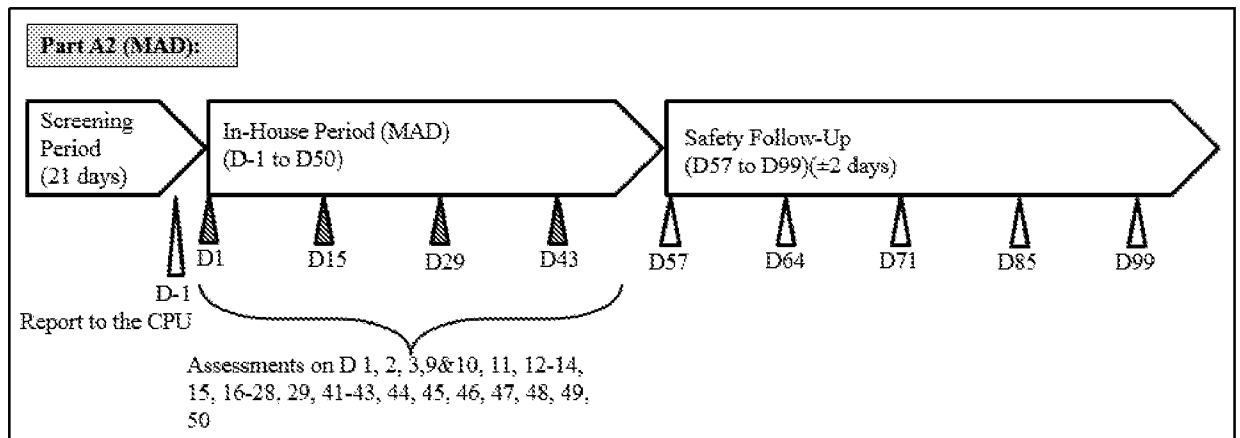 Part A2 (MAD):
Screening
Period
(21 days)
In-House Period (MAD)
(D-1 to D50)
Safety Follow-Up
(D57 to D99)(±2 days)
D1
D15
D29
D43
D57
D64
D71
D85
D99
D-1
Report to the CPU
Assessments on D 1, 2, 3,9&10, 11, 12-14,
15, 16-28, 29, 41-43, 44, 45, 46, 47, 48, 49,
50